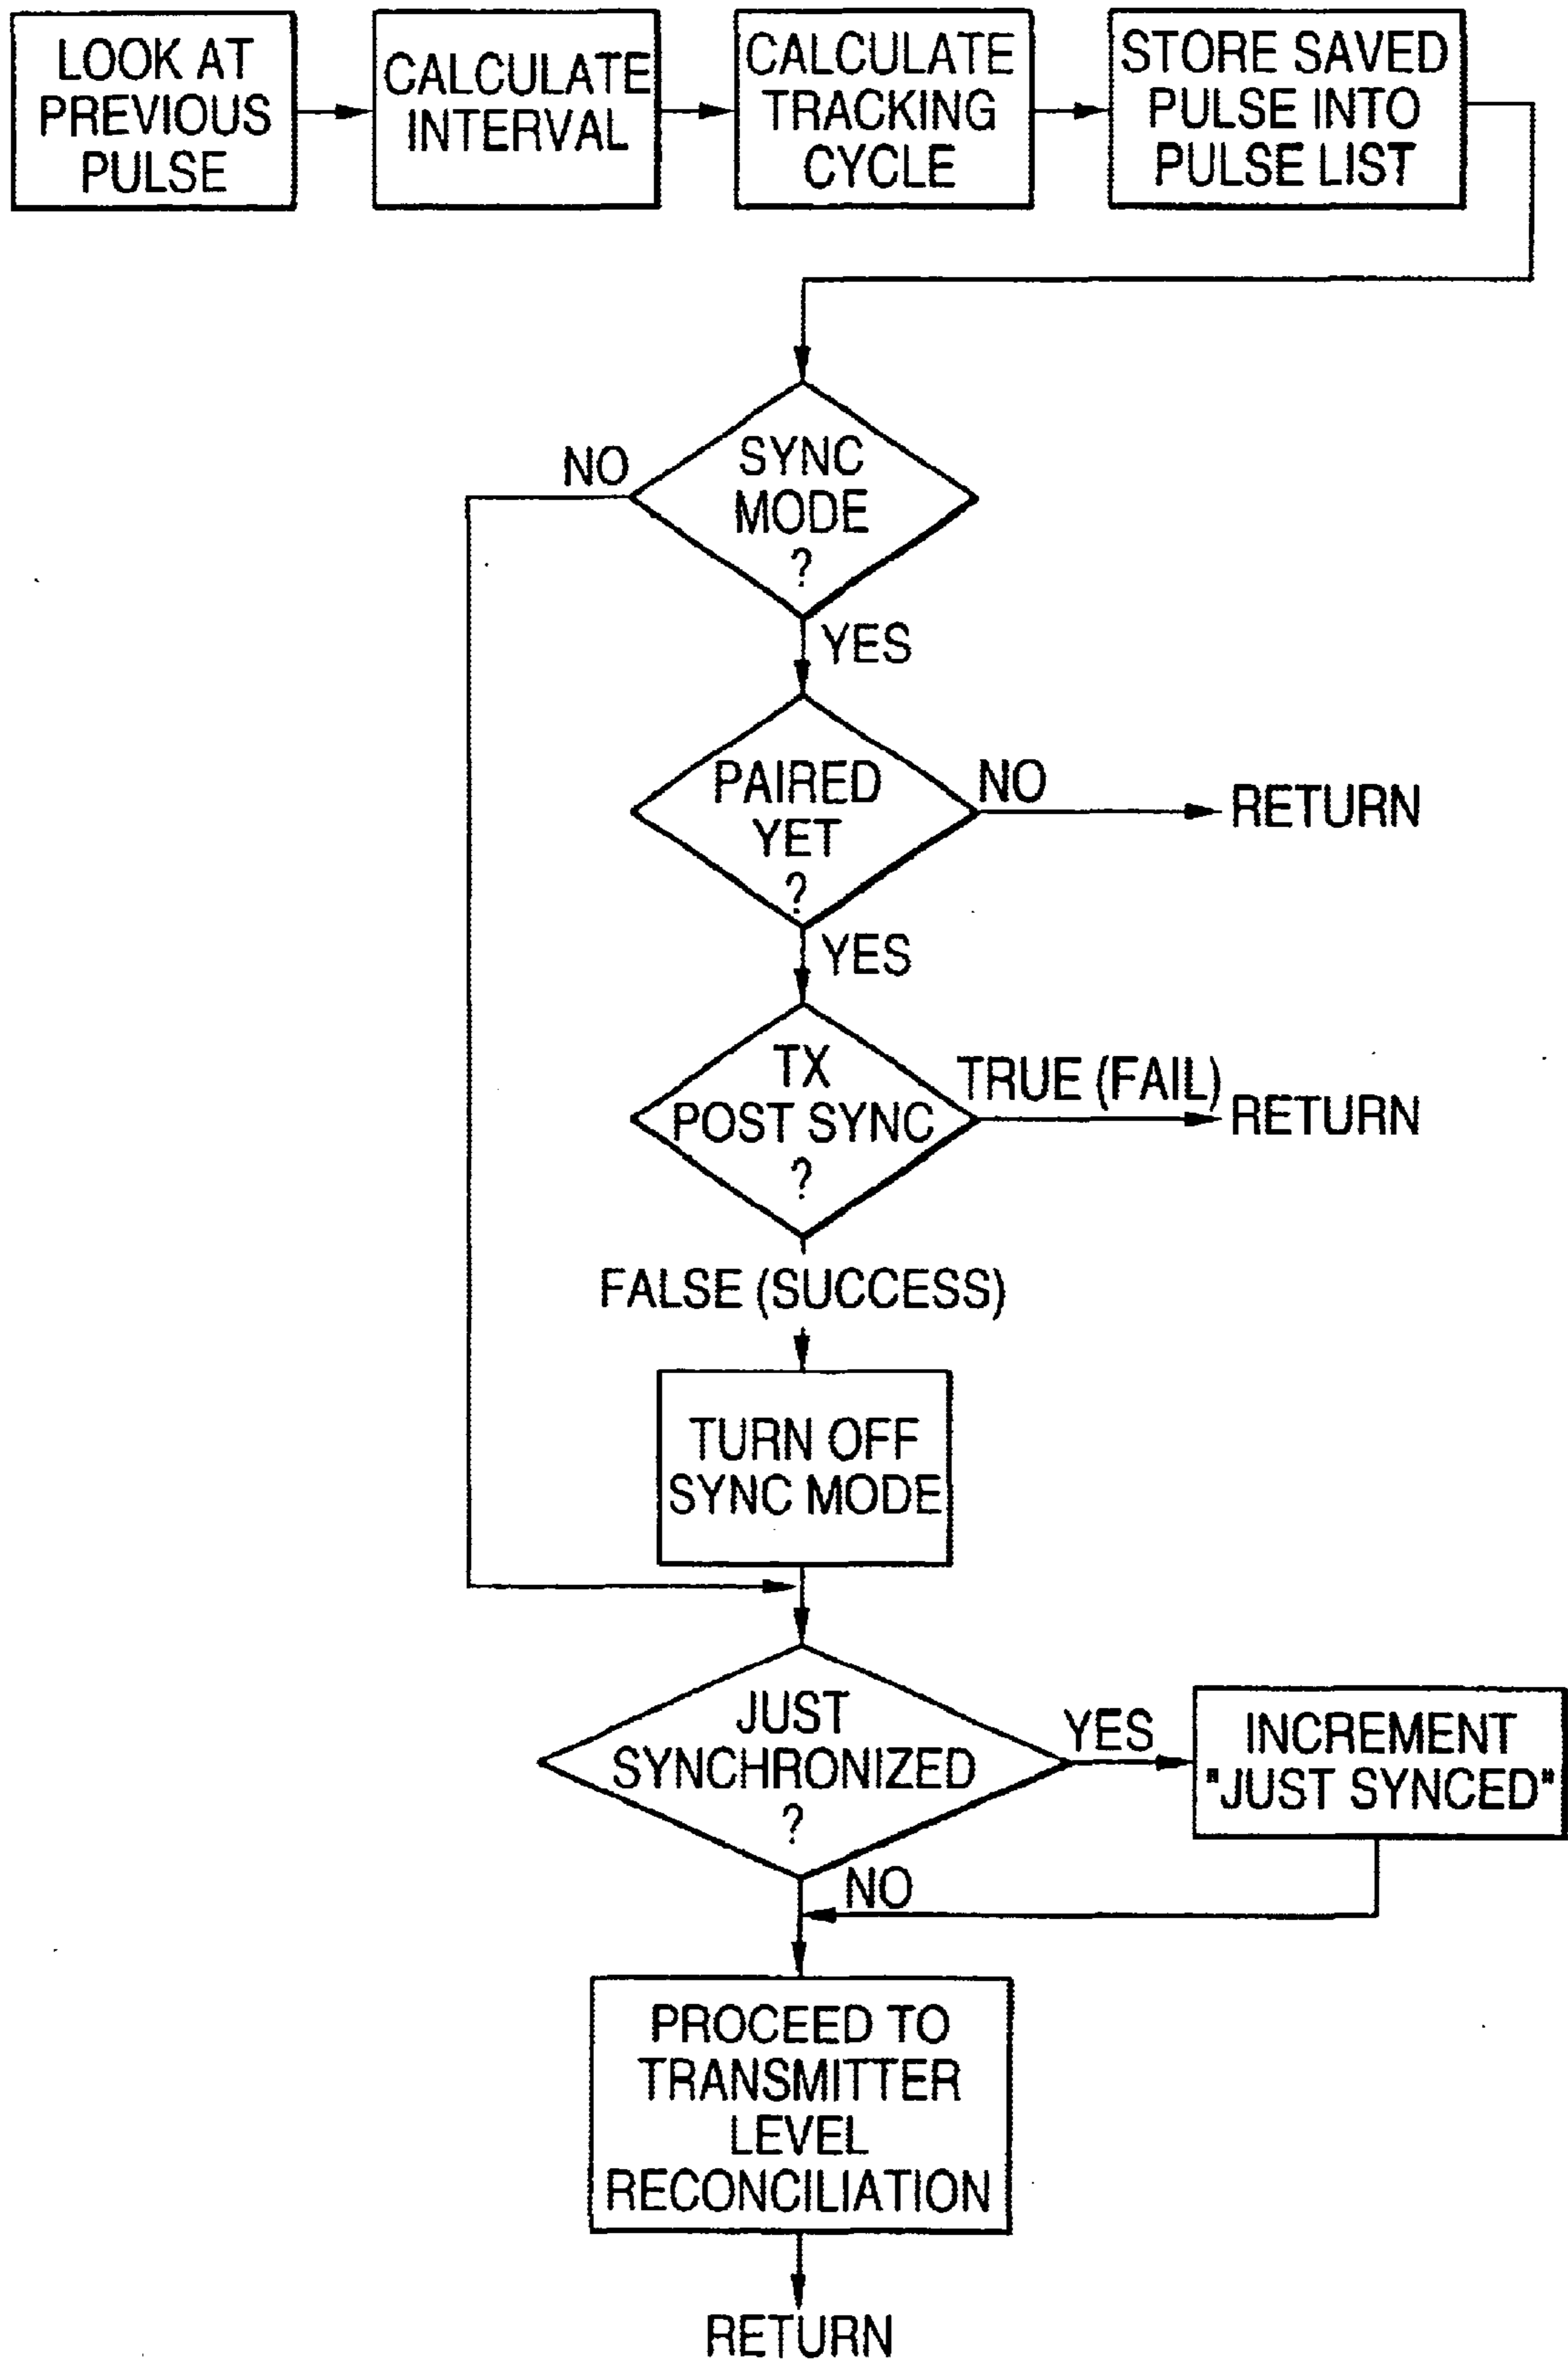 LOOK AT
PREVIOUS
PULSE
CALCULATE
INTERVAL
CALCULATE
TRACKING
CYCLE
STORE SAVED
PULSE INTO
PULSE LIST
SYNC
MODE
?
NO
YES
PAIRED
YET
?
NO
RETURN
YES
TX
POST SYNC
?
TRUE (FAIL)
RETURN
FALSE (SUCCESS)
TURN OFF
SYNC MODE
JUST
SYNCHRONIZED
?
YES
INCREMENT
"JUST SYNCED"
NO
PROCEED TO
TRANSMITTER
LEVEL
RECONCILIATION
RETURN